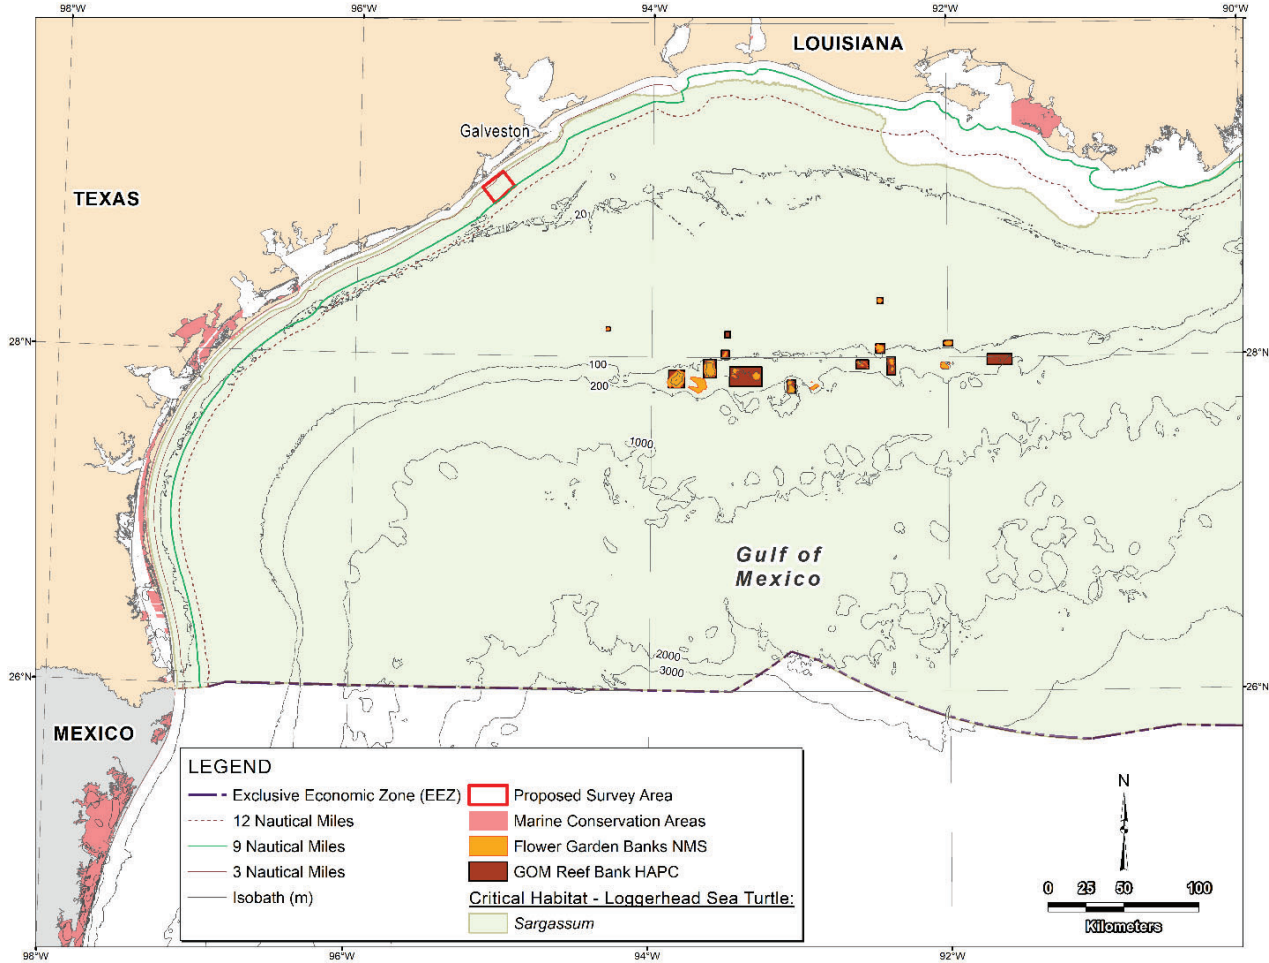 98°W
96°W
94°W
92°W
90°W
LOUISIANA
Galveston
TEXAS
20
28°N
28°N
100
200
1000
Gulf of
Mexico
2000
3000
26°N
26°N
MEXICO
LEGEND
Exclusive Economic Zone (EEZ)
12 Nautical Miles
9 Nautical Miles
3 Nautical Miles
Isobath (m)
Proposed Survey Area
Marine Conservation Areas
Flower Garden Banks NMS
GOM Reef Bank HAPC
Critical Habitat - Loggerhead Sea Turtle:
Sargassum
N
0 25 50 100
Kilometers
98°W
96°W
94°W
92°W